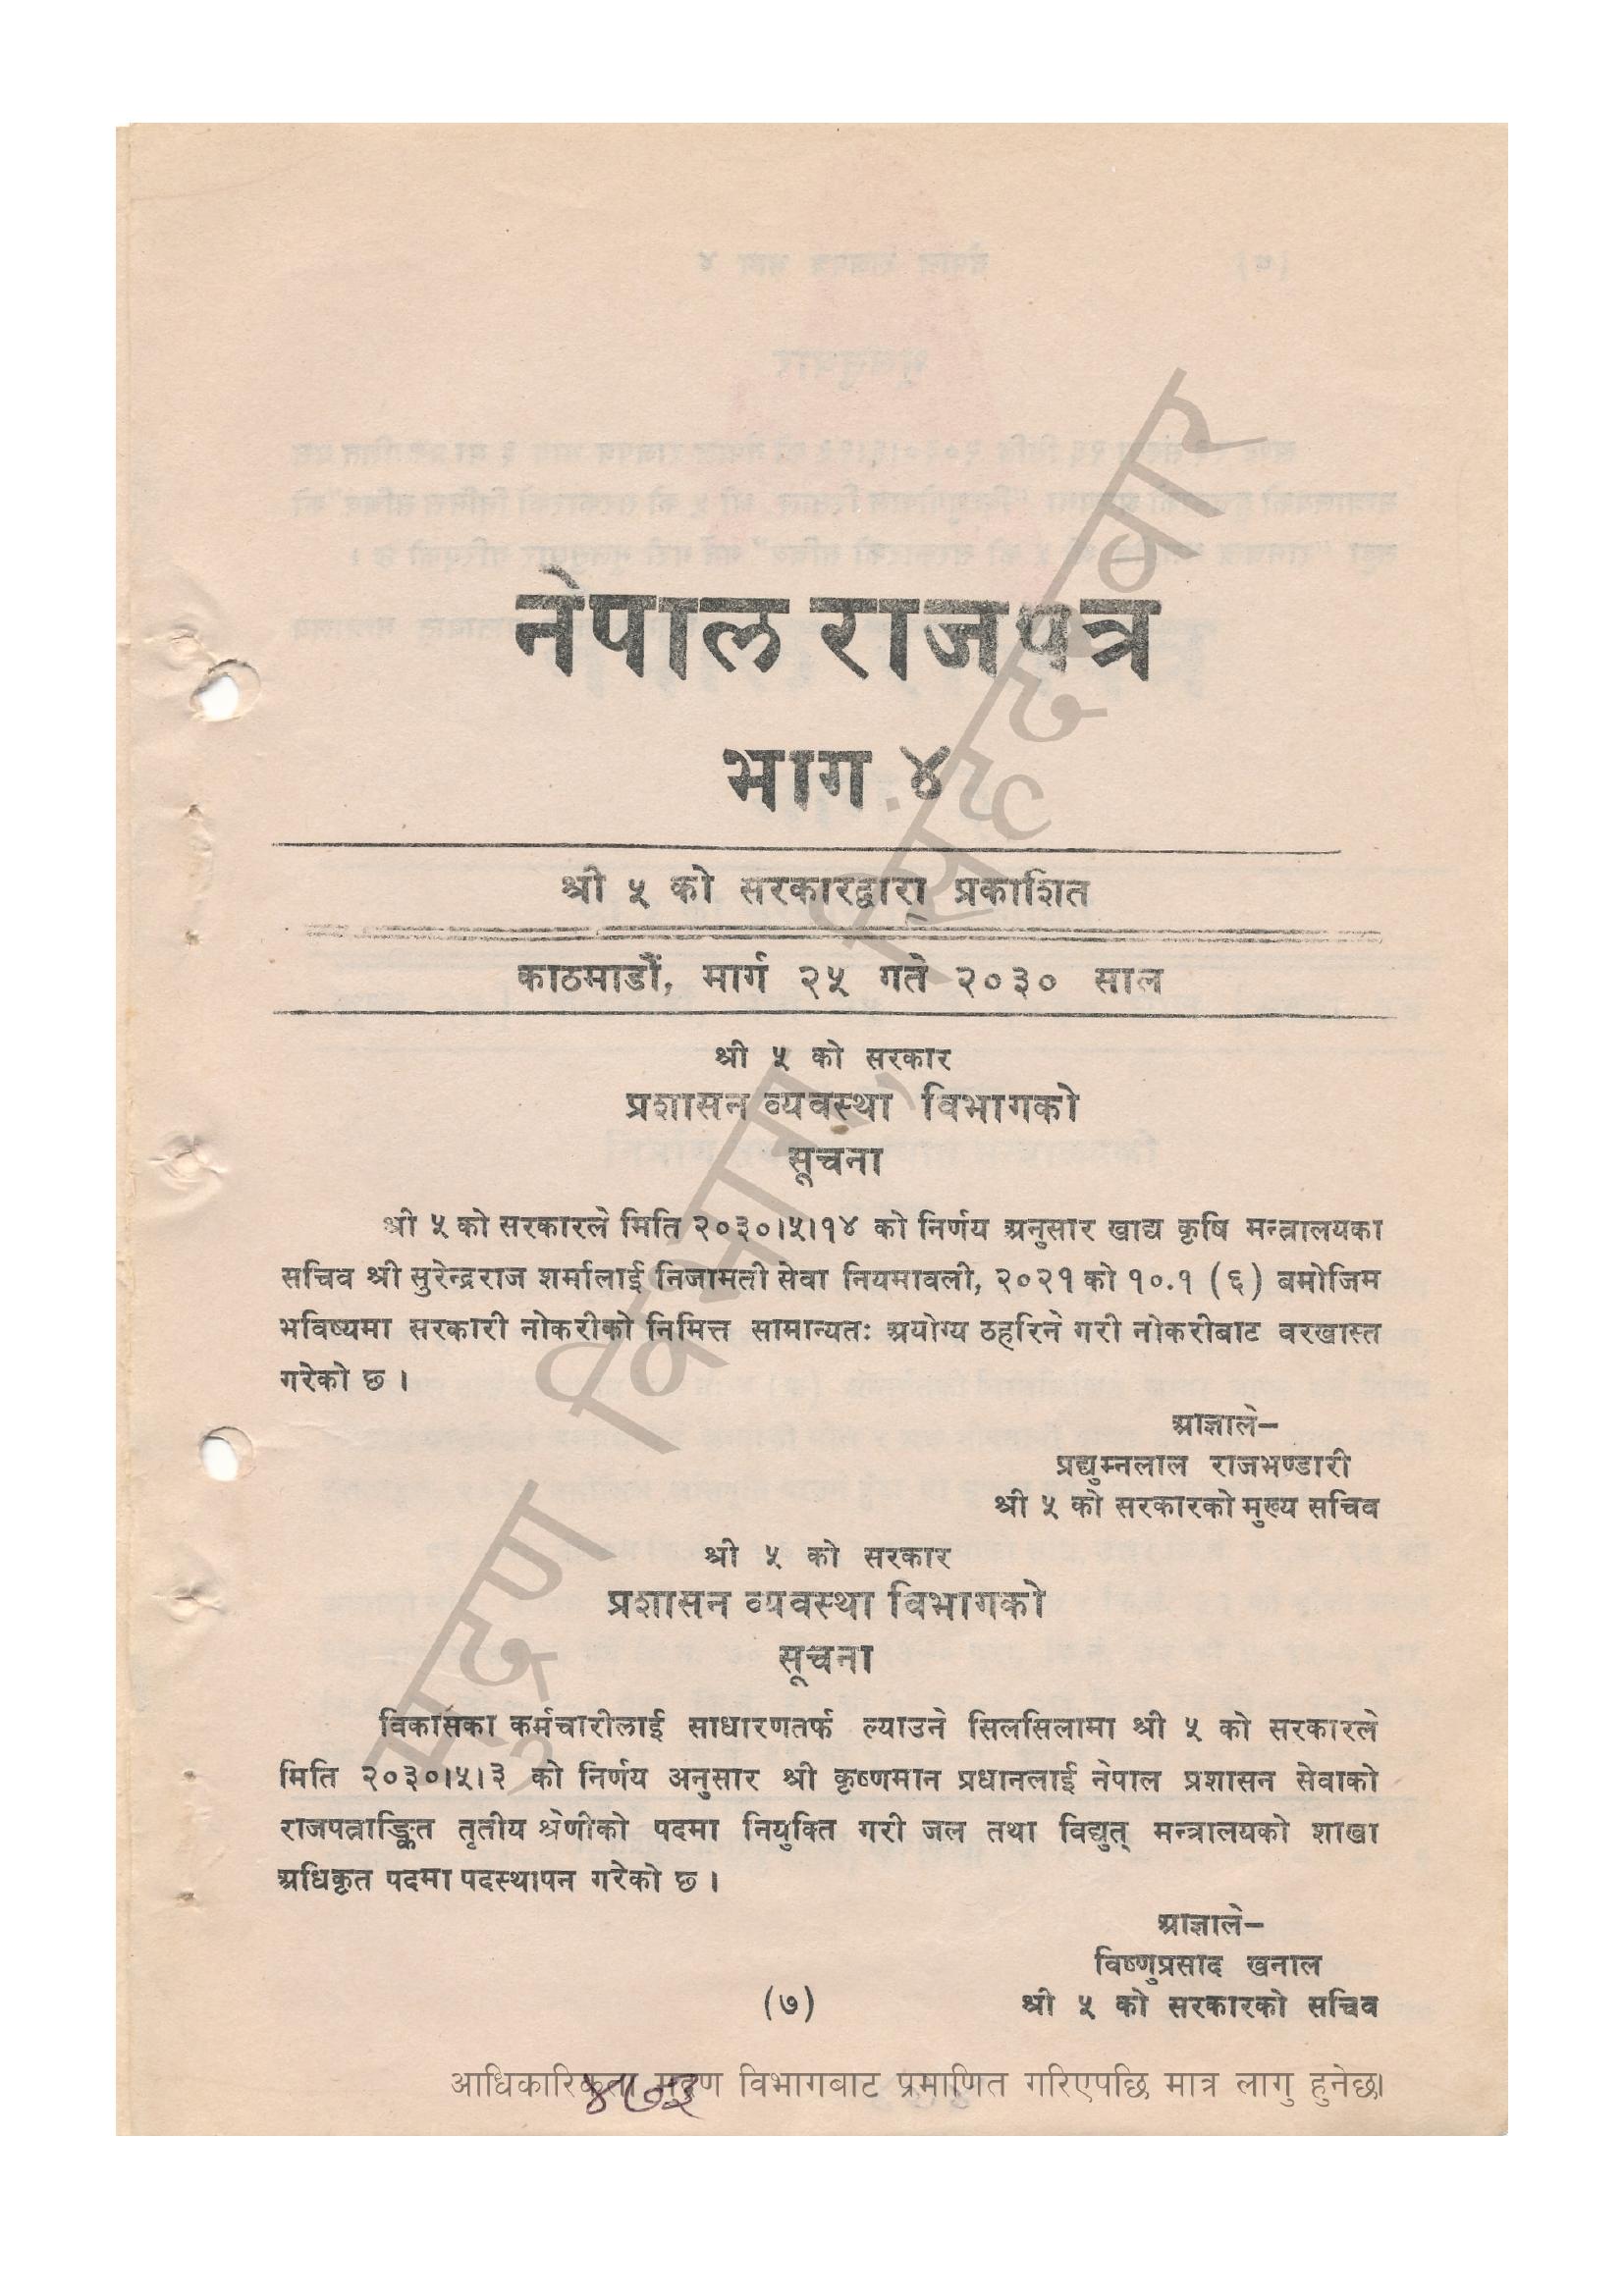 नेपाल राजपत्र
भाग ४
श्री ५ को सरकारद्वारा प्रकाशित
काठमाडौं, मार्ग २५ गते २०३० साल
श्री ५ को सरकार
प्रशासन व्यवस्था विभागको
सूचना
श्री ५ को सरकारले मिति २०३०।५।१४ को निर्णय अनुसार खाद्य कृषि मन्त्रालयका
सचिव श्री सुरेन्द्रराज शर्मालाई निजामती सेवा नियमावली, २०२१ को १०.१ (६) बमोजिम
भविष्यमा सरकारी नोकरीको निमित्त सामान्यतः अयोग्य ठहरिने गरी नोकरीबाट वरखास्त
गरेको छ ।
आज्ञाले–
प्रद्युम्नलाल राजभण्डारी
श्री ५ को सरकारको मुख्य सचिव
श्री ५ को सरकार
प्रशासन व्यवस्था विभागको
सूचना
विकासका कर्मचारीलाई साधारणतर्फ ल्याउने सिलसिलामा श्री ५ को सरकारले
मिति २०३०।५।३ को निर्णय अनुसार श्री कृष्णमान प्रधानलाई नेपाल प्रशासन सेवाको
राजपत्राङ्कित तृतीय श्रेणीको पदमा नियुक्ति गरी जल तथा विद्युत् मन्त्रालयको शाखा
अधिकृत पदमा पदस्थापन गरेको छ ।
आज्ञाले–
विष्णुप्रसाद खनाल
श्री ५ को सरकारको सचिव
(७)
आधिकारिकता मुद्रण विभागबाट प्रमाणित गरिएपछि मात्र लागु हुनेछ।
४७३
मुद्रण विभाग, सिंहदरबार